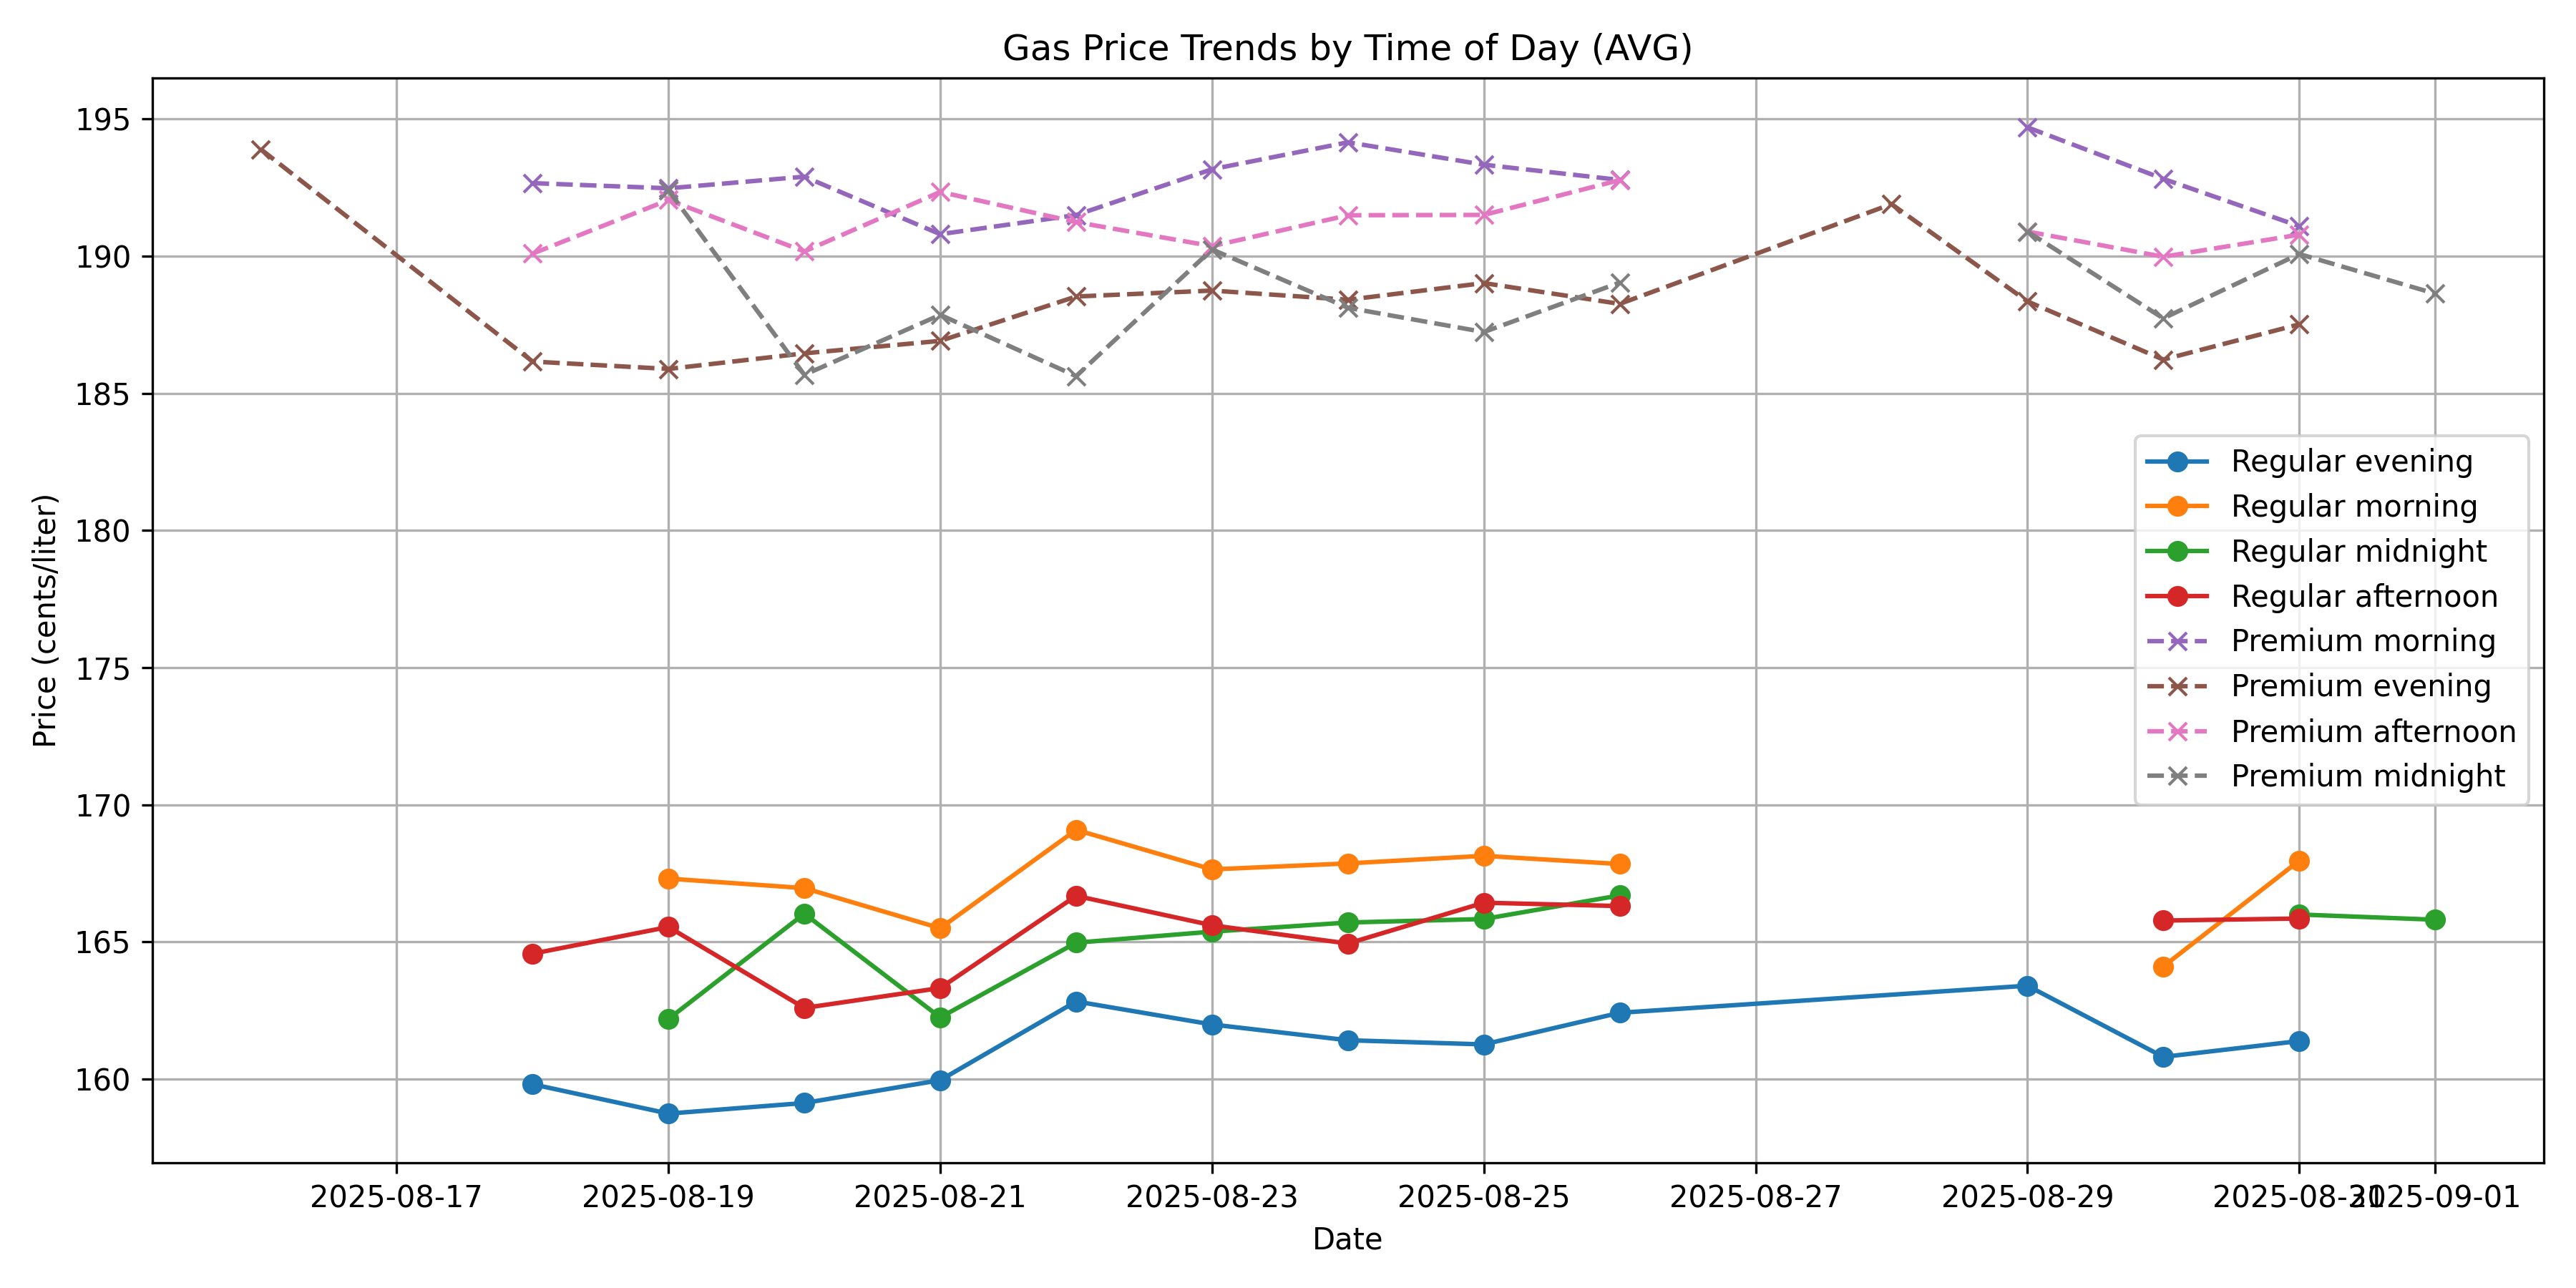 Gas Price Trends by Time of Day (AVG)
Price (cents/liter)
195
190
185
180
175
170
165
160
Regular evening
Regular morning
Regular midnight
Regular afternoon
Premium morning
Premium evening
Premium afternoon
Premium midnight
2025-08-17 2025-08-19 2025-08-21 2025-08-23 2025-08-25 2025-08-27 2025-08-29 2025-08-31 2025-09-01
Date